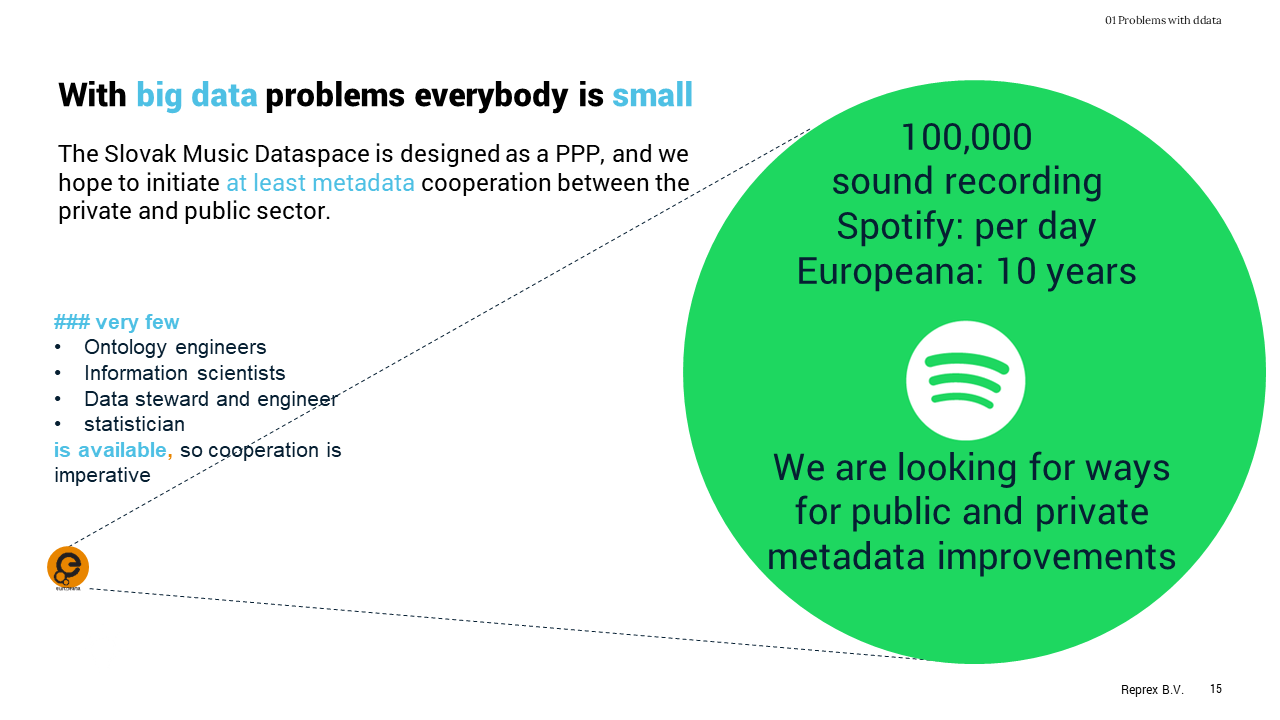 01 Problems with ddata
With big data problems everybody is small
The Slovak Music Dataspace is designed as a PPP, and we
hope to initiate at least metadata cooperation between the
private and public sector.
### very few
• Ontology engineers
• Information scientists
• Data steward and engineer
• statistician
is available, so cooperation is
imperative
europeana
100,000
sound recording
Spotify: per day
Europeana: 10 years
We are looking for ways
for public and private
metadata improvements
Reprex B.V. 15